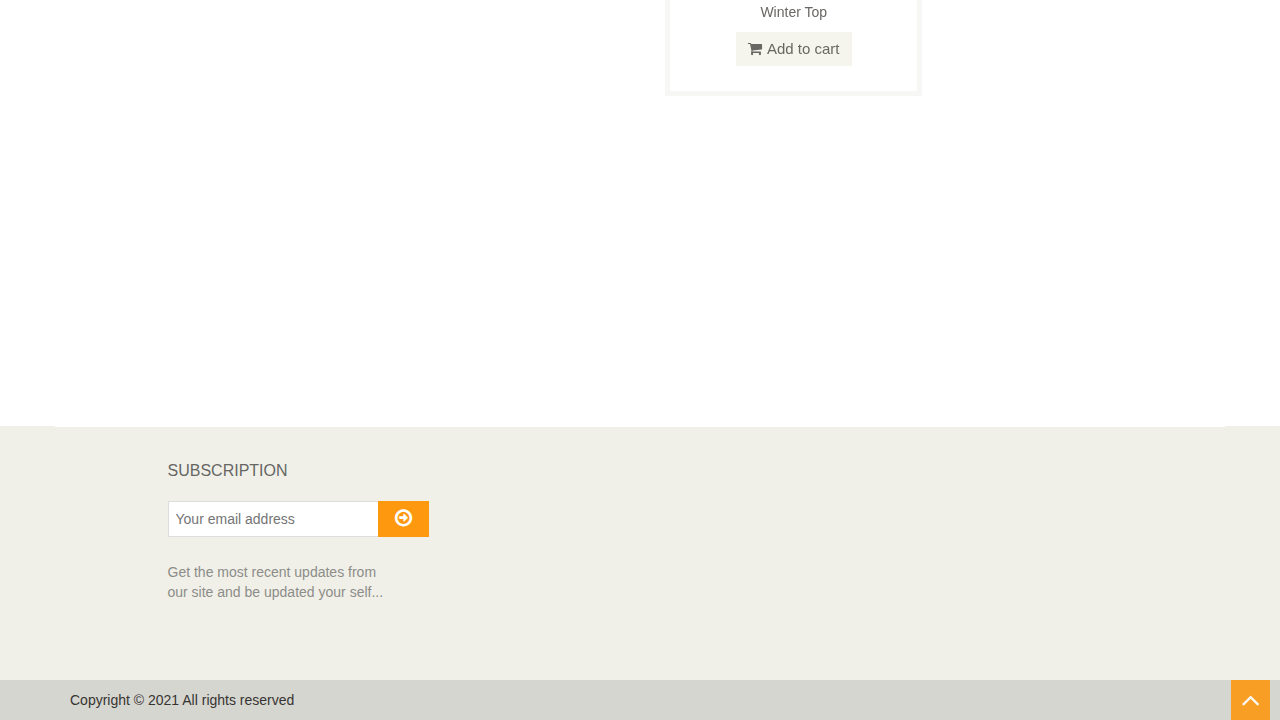 Winter Top
Add to cart
SUBSCRIPTION
Your email address
Get the most recent updates from
our site and be updated your self...
Copyright © 2021 All rights reserved